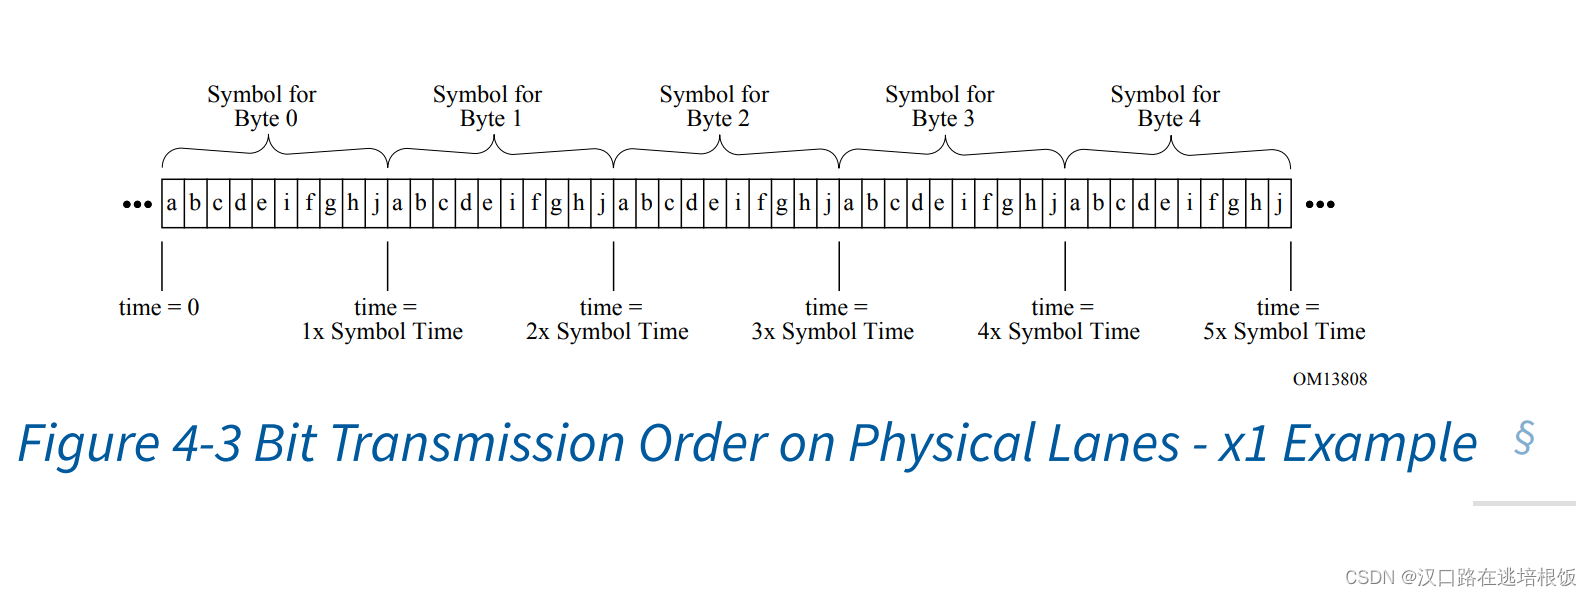 Symbol for Byte 0
Symbol for Byte 1
Symbol for Byte 2
Symbol for Byte 3
Symbol for Byte 4
••• a b c d e i f g h j a b c d e i f g h j a b c d e i f g h j a b c d e i f g h j a b c d e i f g h j •••
time = 0
time = 1x Symbol Time
time = 2x Symbol Time
time = 3x Symbol Time
time = 4x Symbol Time
time = 5x Symbol Time
OM13808
Figure 4-3 Bit Transmission Order on Physical Lanes - x1 Example §
CSDN @汉口路在逃培根饭